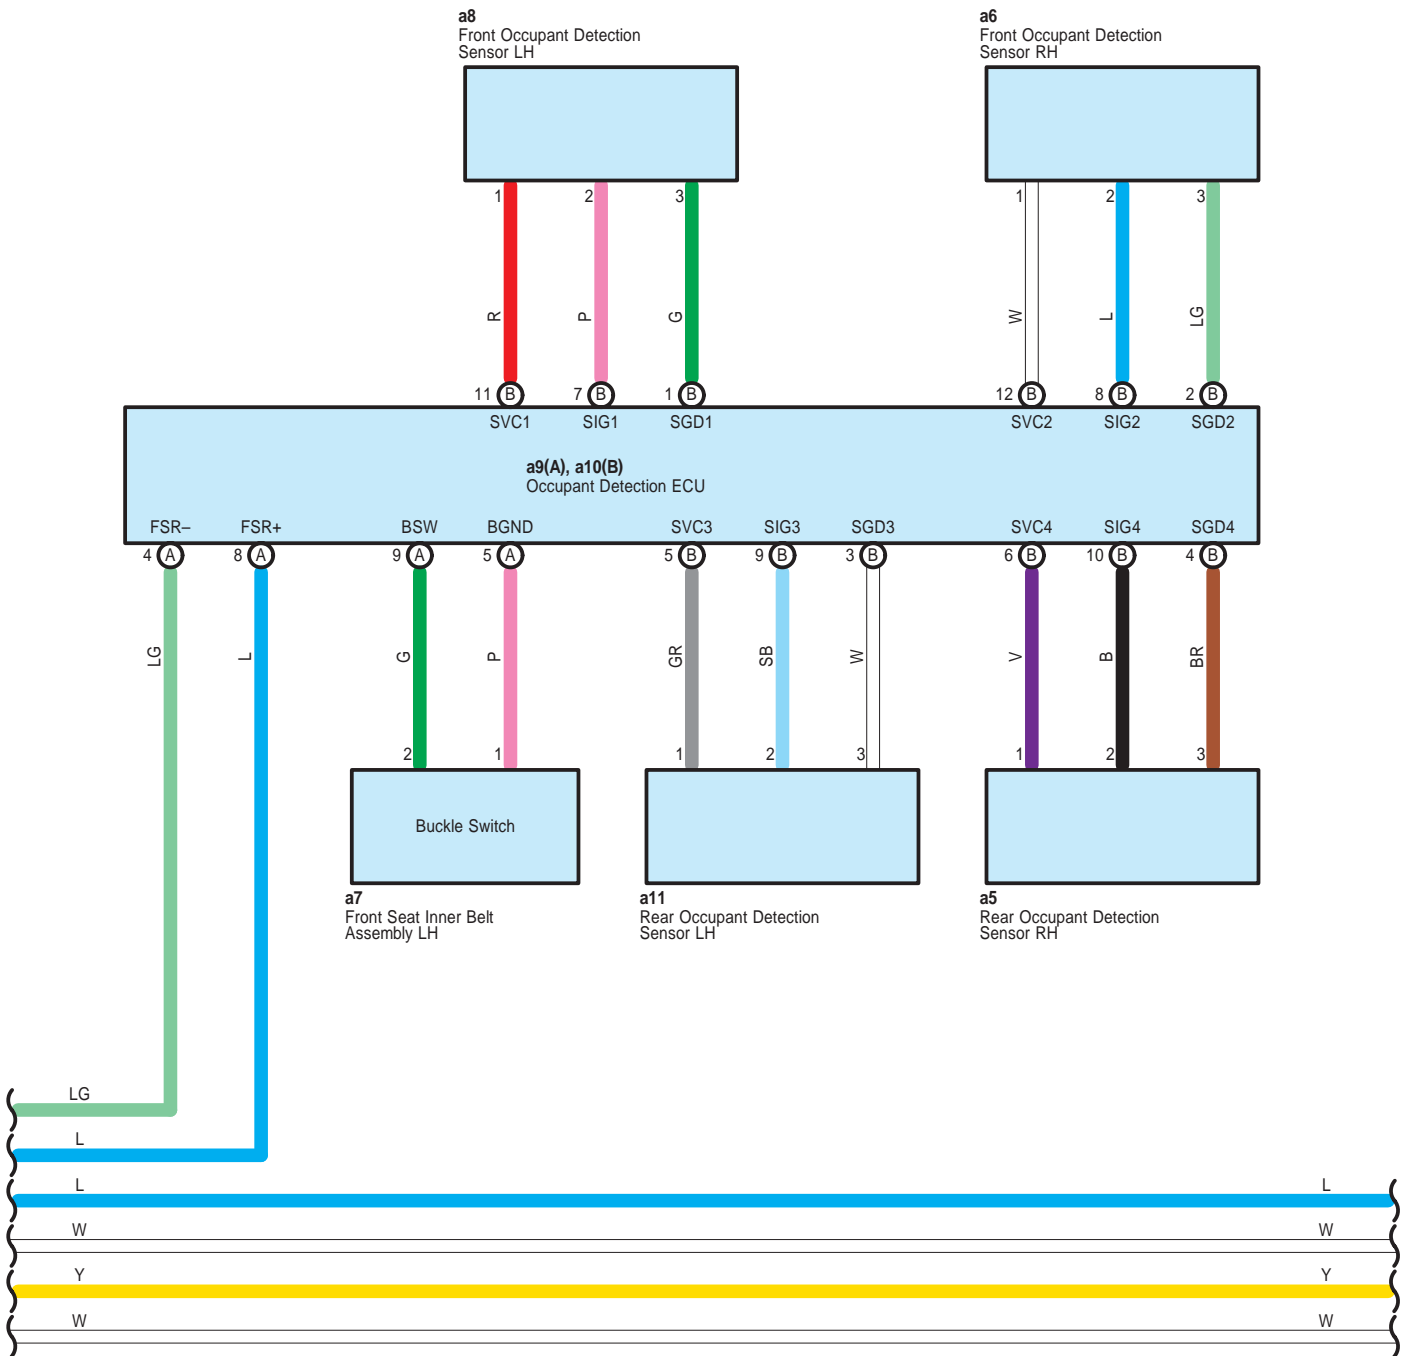 a8
Front Occupant Detection
Sensor LH
a6
Front Occupant Detection
Sensor RH
1 2 3 1 2 3
R P G W L LG
11 B 7 B 1 B 12 B 8 B 2 B
SVC1 SIG1 SGD1 SVC2 SIG2 SGD2
a9(A), a10(B)
Occupant Detection ECU
FSR– FSR+ BSW BGND SVC3 SIG3 SGD3 SVC4 SIG4 SGD4
4 A 8 A 9 A 5 A 5 B 9 B 3 B 6 B 10 B 4 B
LG L G P GR SB W V B BR
2 1 1 2 3 1 2 3
Buckle Switch
a7
Front Seat Inner Belt
Assembly LH
a11
Rear Occupant Detection
Sensor LH
a5
Rear Occupant Detection
Sensor RH
LG
L
L L
W W
Y Y
W W